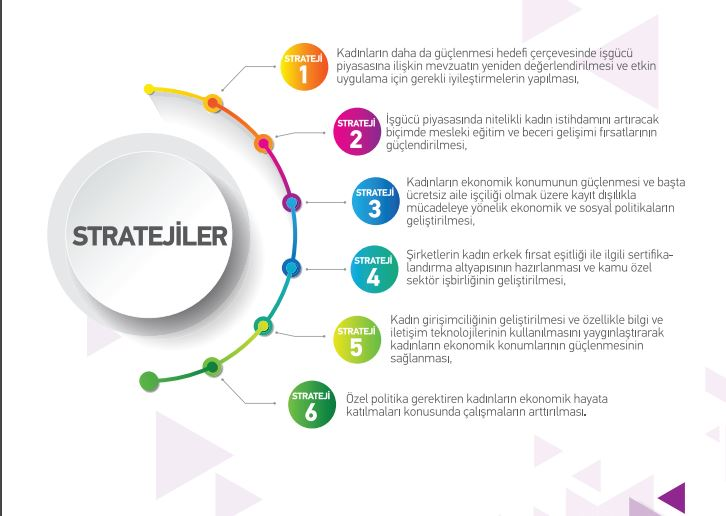 STRATEJİLER
STRATEJİ
1
Kadınların daha da güçlenmesi hedefi çerçevesinde işgücü
piyasasına ilişkin mevzuatın yeniden değerlendirilmesi ve etkin
uygulama için gerekli iyileştirmelerin yapılması,
STRATEJİ
2
İşgücü piyasasında nitelikli kadın istihdamını artıracak
biçimde mesleki eğitim ve beceri gelişimi fırsatlarının
güçlendirilmesi,
STRATEJİ
3
Kadınların ekonomik konumunun güçlenmesi ve başta
ücretsiz aile işçiliği olmak üzere kayıt dışılıkla
mücadeleye yönelik ekonomik ve sosyal politikaların
geliştirilmesi,
STRATEJİ
4
Şirketlerin kadın erkek fırsat eşitliği ile ilgili sertifika-
landırma altyapısının hazırlanması ve kamu özel
sektör işbirliğinin geliştirilmesi,
STRATEJİ
5
Kadın girişimciliğinin geliştirilmesi ve özellikle bilgi ve
iletişim teknolojilerinin kullanılmasını yaygınlaştırarak
kadınların ekonomik konumlarının güçlenmesinin
sağlanması,
STRATEJİ
6
Özel politika gerektiren kadınların ekonomik hayata
katılmaları konusunda çalışmaların arttırılması.